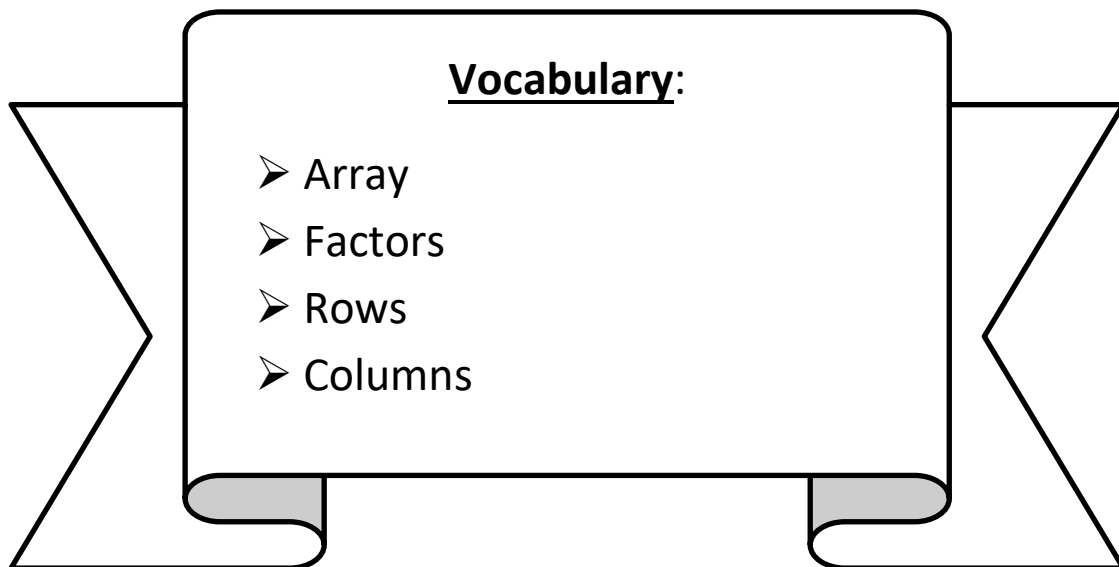 Vocabulary:
➢ Array
➢ Factors
➢ Rows
➢ Columns